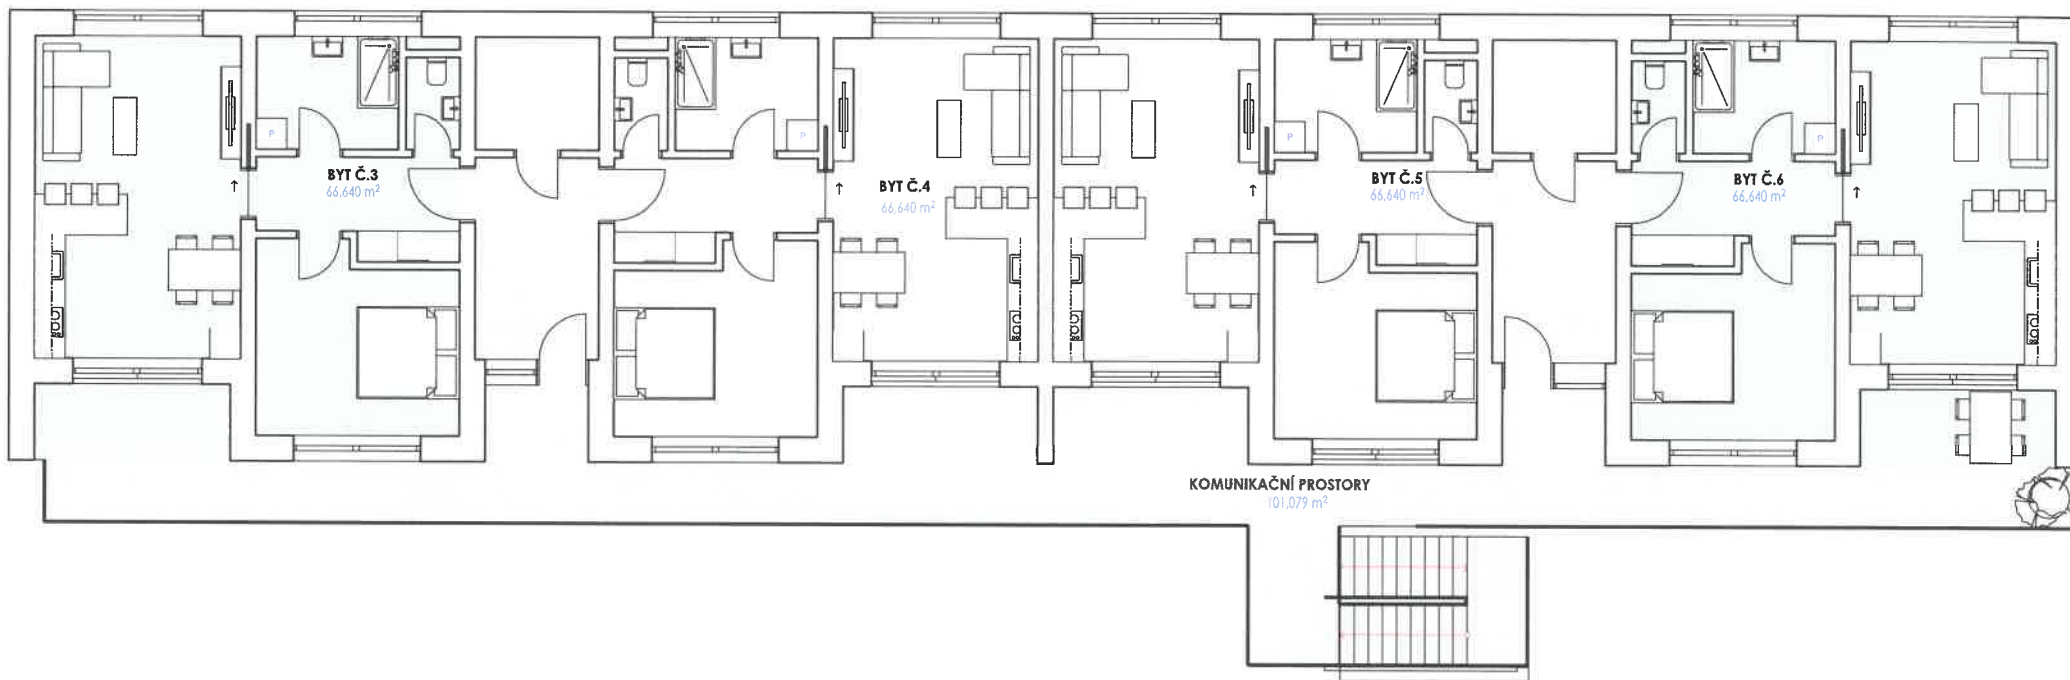 P
P
P
P
BYT Č.3
66,640 m²
BYT Č.4
66,640 m²
BYT Č.5
66,640 m²
BYT Č.6
66,640 m²
KOMUNIKAČNÍ PROSTORY
101,079 m²